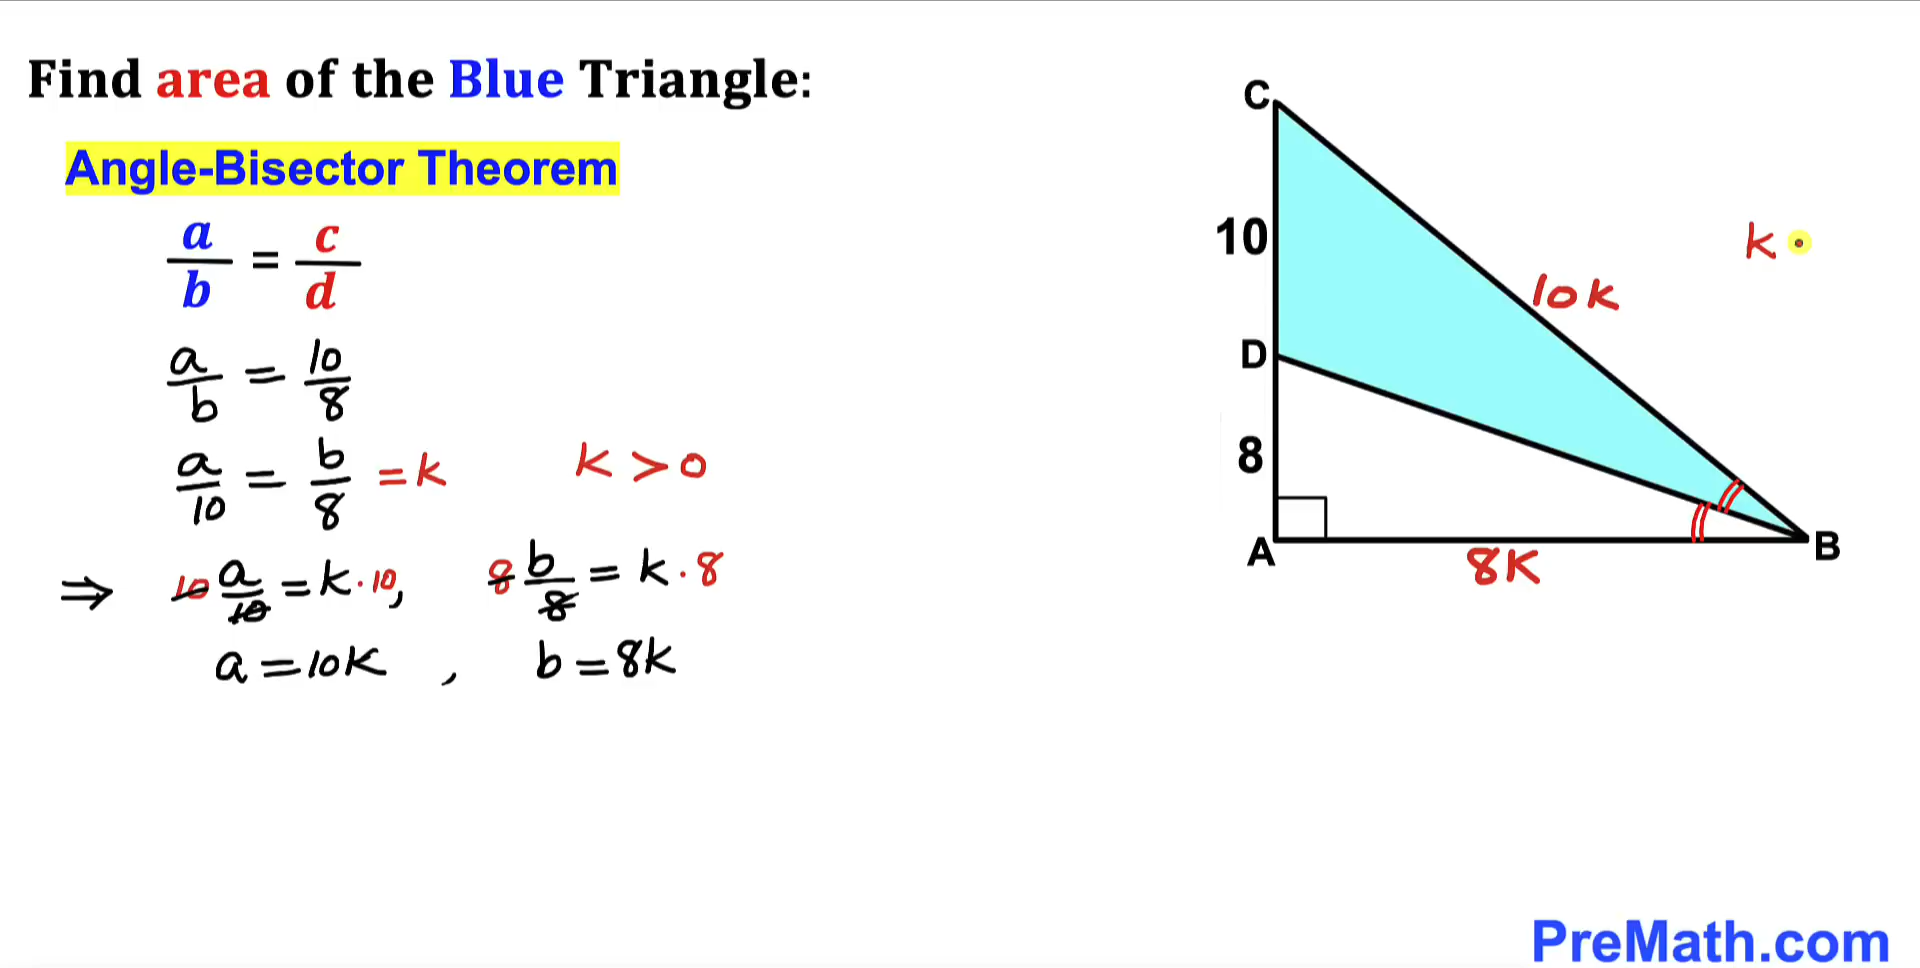 Find area of the Blue Triangle:
Angle-Bisector Theorem
a/b = c/d
a/b = 10/8
a/10 = b/8 = k k > 0
⇒ 10 a/10 = k · 10, 8 b/8 = k · 8
a = 10k , b = 8k
C
10
k
10k
D
8
A
8k
B
PreMath.com